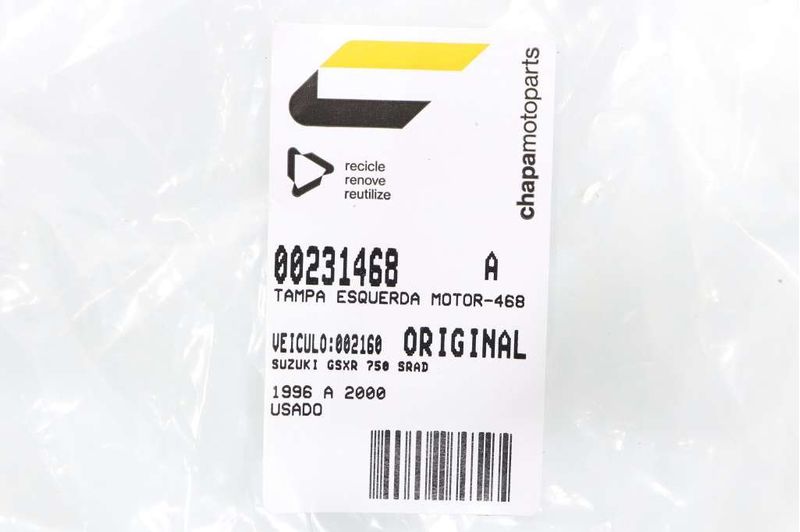 chapamotoparts
recicle
renove
reutilize
00231468 A
TAMPA ESQUERDA MOTOR-468
VEICULO:002160 ORIGINAL
SUZUKI GSXR 750 SRAD
1996 A 2000
USADO